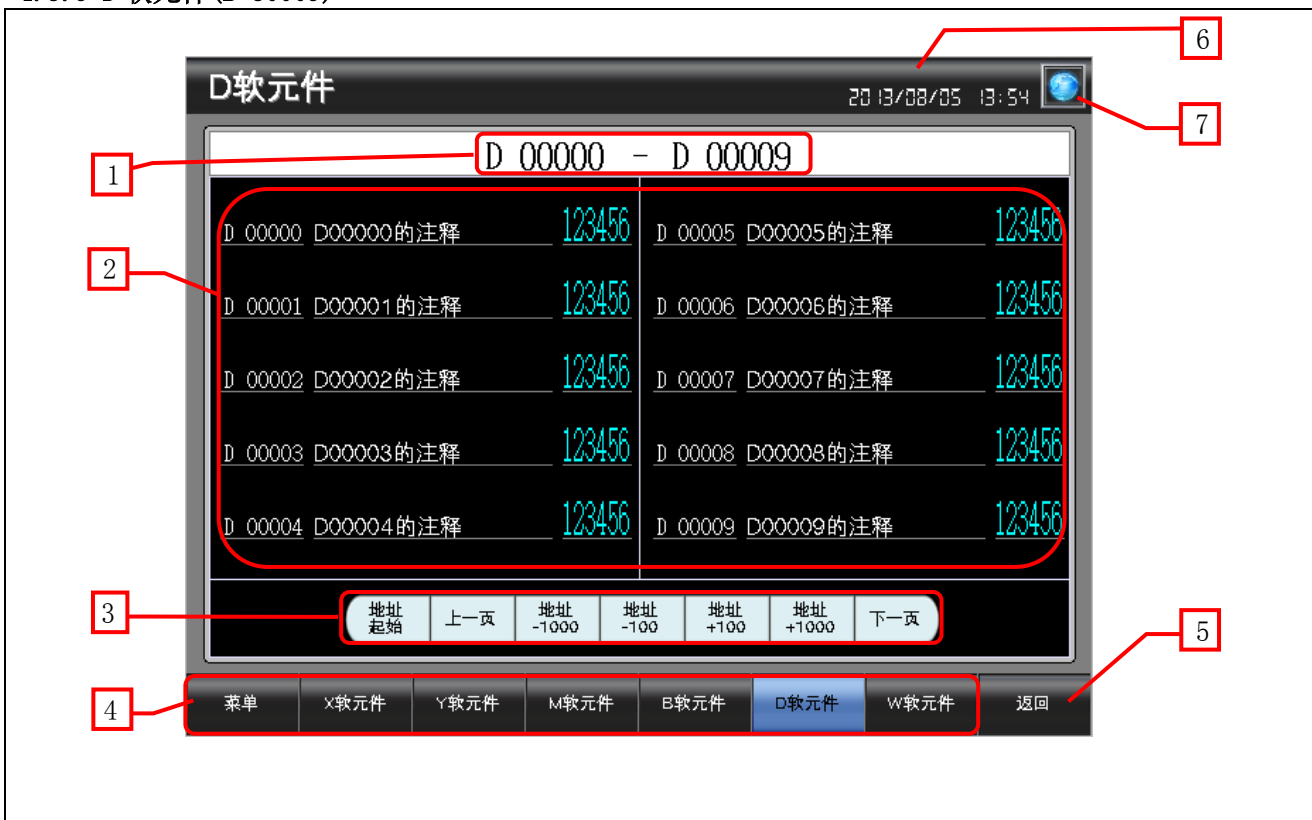 6
D软元件
2013/08/05 13:54
7
D 00000 - D 00009
1
D 00000 D00000的注释 123456 D 00005 D00005的注释 123456
2
D 00001 D00001的注释 123456 D 00006 D00006的注释 123456
D 00002 D00002的注释 123456 D 00007 D00007的注释 123456
D 00003 D00003的注释 123456 D 00008 D00008的注释 123456
D 00004 D00004的注释 123456 D 00009 D00009的注释 123456
3
地址起始 上一页 地址-1000 地址-100 地址+100 地址+1000 下一页
5
4
菜单 X软元件 Y软元件 M软元件 B软元件 D软元件 W软元件 返回